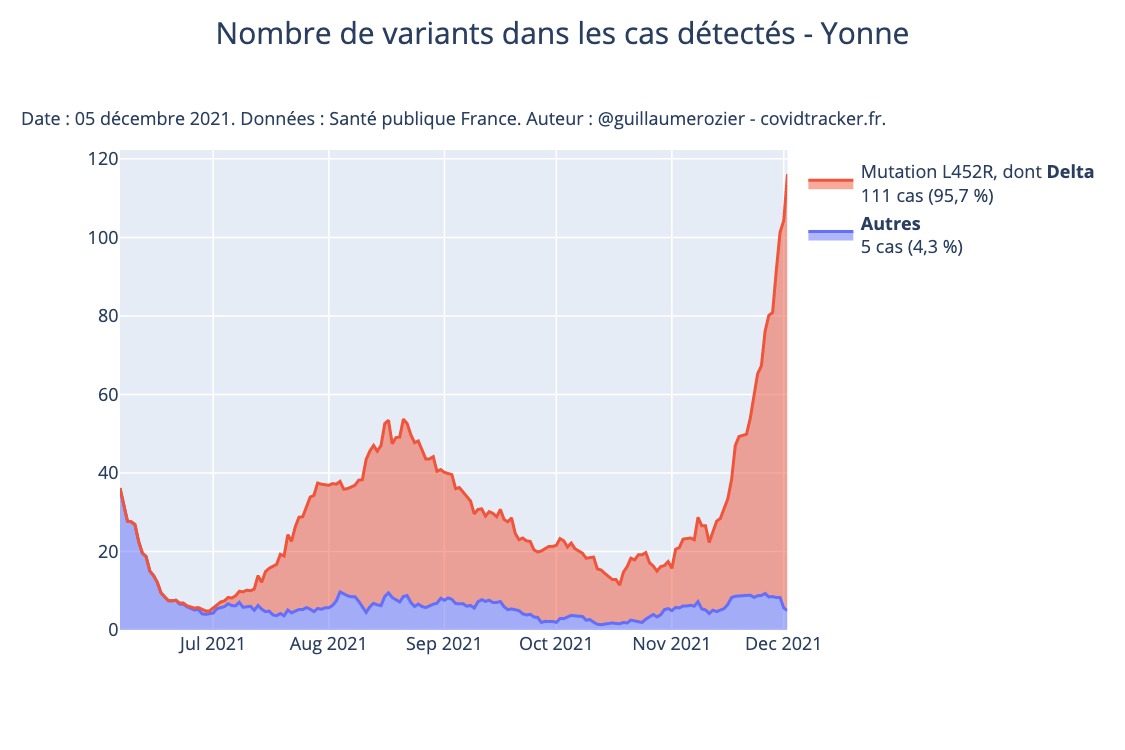 Nombre de variants dans les cas détectés - Yonne
Date : 05 décembre 2021. Données : Santé publique France. Auteur : @guillaumerozier - covidtracker.fr.
120
100
80
60
40
20
0
Jul 2021 Aug 2021 Sep 2021 Oct 2021 Nov 2021 Dec 2021
Mutation L452R, dont Delta
111 cas (95,7 %)
Autres
5 cas (4,3 %)